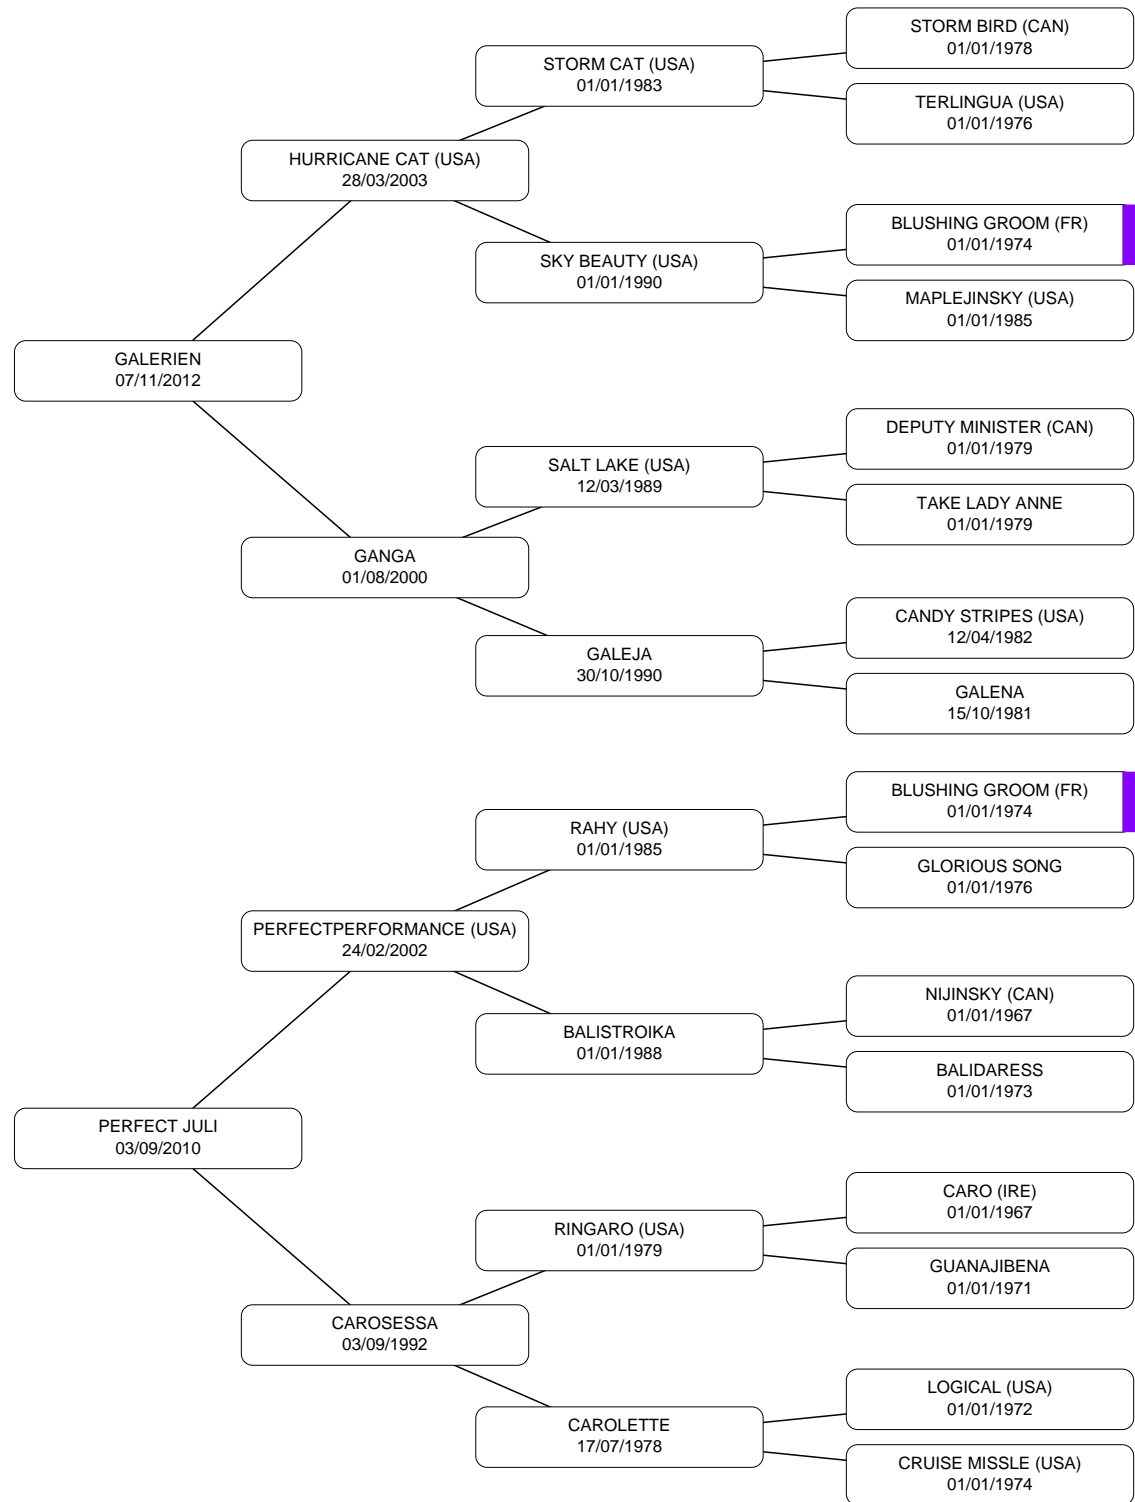 STORM BIRD (CAN)
01/01/1978
STORM CAT (USA)
01/01/1983
TERLINGUA (USA)
01/01/1976
HURRICANE CAT (USA)
28/03/2003
BLUSHING GROOM (FR)
01/01/1974
SKY BEAUTY (USA)
01/01/1990
MAPLEJINSKY (USA)
01/01/1985
GALERIEN
07/11/2012
DEPUTY MINISTER (CAN)
01/01/1979
SALT LAKE (USA)
12/03/1989
TAKE LADY ANNE
01/01/1979
GANGA
01/08/2000
CANDY STRIPES (USA)
12/04/1982
GALEJA
30/10/1990
GALENA
15/10/1981
BLUSHING GROOM (FR)
01/01/1974
RAHY (USA)
01/01/1985
GLORIOUS SONG
01/01/1976
PERFECTPERFORMANCE (USA)
24/02/2002
NIJINSKY (CAN)
01/01/1967
BALISTROIKA
01/01/1988
BALIDARESS
01/01/1973
PERFECT JULI
03/09/2010
CARO (IRE)
01/01/1967
RINGARO (USA)
01/01/1979
GUANAJIBENA
01/01/1971
CAROSESSA
03/09/1992
LOGICAL (USA)
01/01/1972
CAROLETTE
17/07/1978
CRUISE MISSLE (USA)
01/01/1974